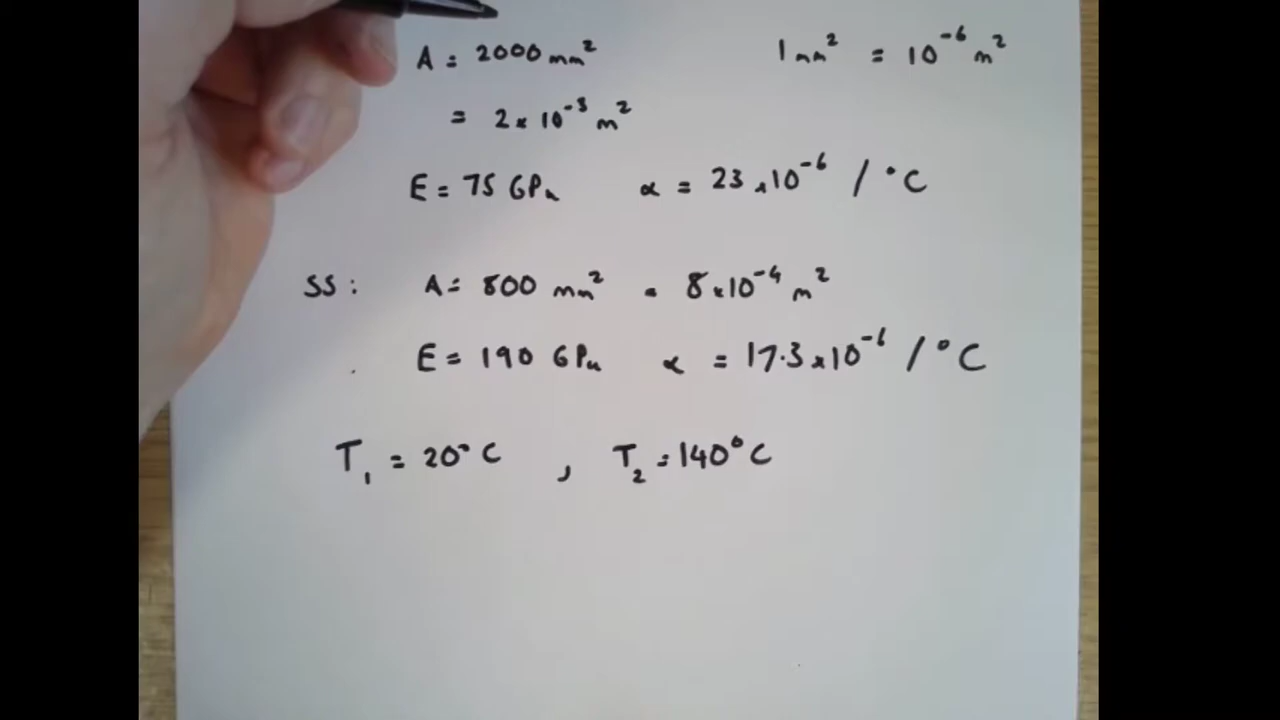 A = 2000 mm² 1 mm² = 10⁻⁶ m²
= 2 × 10⁻³ m²
E = 75 GPa α = 23 × 10⁻⁶ / °C
SS : A = 800 mm² = 8 × 10⁻⁴ m²
E = 190 GPa α = 17.3 × 10⁻⁶ / °C
T₁ = 20°C , T₂ = 140°C